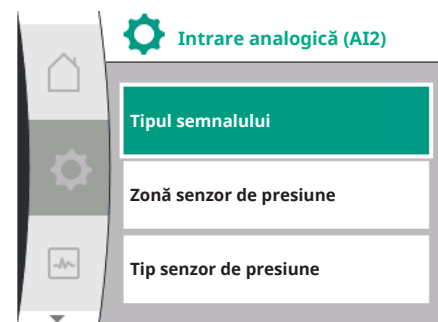 Intrare analogică (AI2)
Tipul semnalului
Zonă senzor de presiune
Tip senzor de presiune